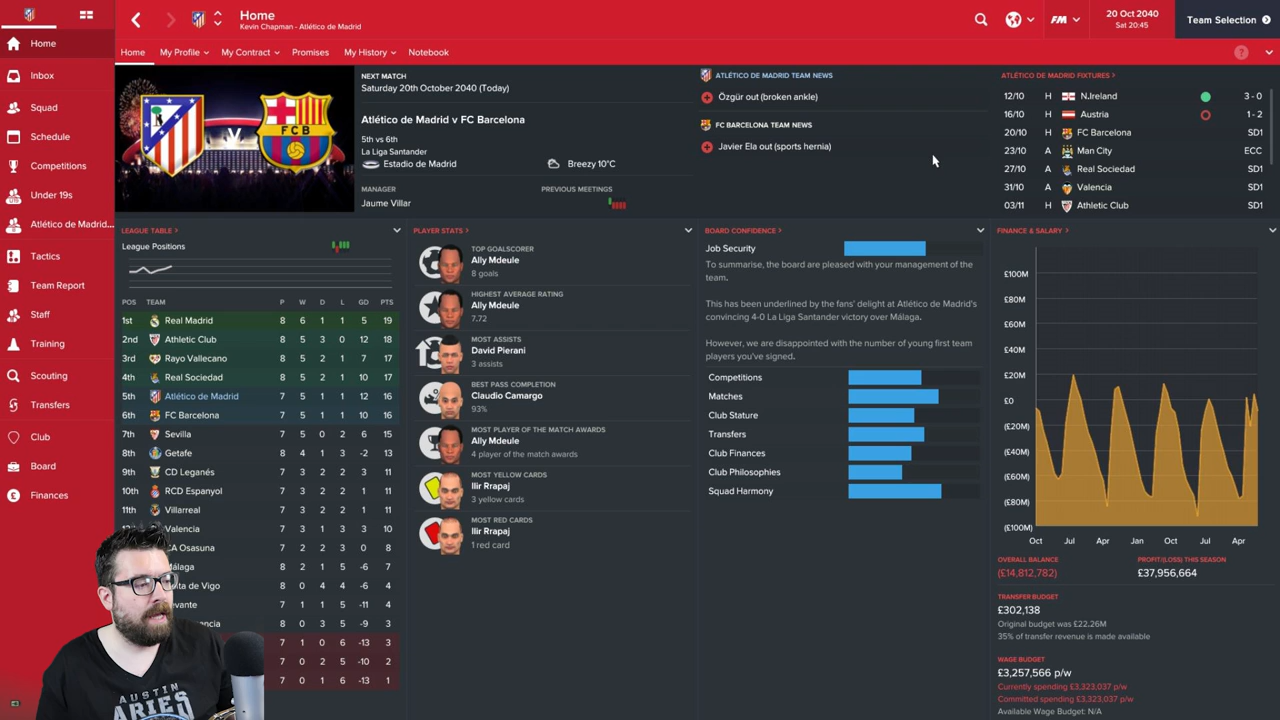 Home
Kevin Chapman - Atlético de Madrid
FM
20 Oct 2040
Sat 20:45
Team Selection
Home
Inbox
Squad
Schedule
Competitions
Under 19s
Atlético de Madrid...
Tactics
Team Report
Staff
Training
Scouting
Transfers
Club
Board
Finances
Home My Profile My Contract Promises My History Notebook
?
V
FCB
NEXT MATCH
Saturday 20th October 2040 (Today)
Atlético de Madrid v FC Barcelona
5th vs 6th
La Liga Santander
Estadio de Madrid Breezy 10°C
MANAGER PREVIOUS MEETINGS
Jaume Villar
ATLÉTICO DE MADRID TEAM NEWS
Özgür out (broken ankle)
FC BARCELONA TEAM NEWS
Javier Ela out (sports hernia)
ATLÉTICO DE MADRID FIXTURES >
12/10 H N.Ireland 3 - 0
16/10 H Austria 1 - 2
20/10 H FC Barcelona SD1
23/10 A Man City ECC
27/10 A Real Sociedad SD1
31/10 A Valencia SD1
03/11 H Athletic Club SD1
LEAGUE TABLE >
League Positions
POS TEAM P W D L GD PTS
1st Real Madrid 8 6 1 1 5 19
2nd Athletic Club 8 5 3 0 12 18
3rd Rayo Vallecano 8 5 2 1 7 17
4th Real Sociedad 8 5 2 1 10 17
5th Atlético de Madrid 7 5 1 1 12 16
6th FC Barcelona 7 5 1 1 10 16
7th Sevilla 7 5 0 2 6 15
8th Getafe 8 4 1 3 -2 13
9th CD Leganés 7 3 2 2 3 11
10th RCD Espanyol 7 3 2 2 1 11
11th Villarreal 7 3 2 2 1 11
Valencia 7 3 1 3 3 10
CA Osasuna 7 2 2 3 0 8
álaga 8 2 1 5 -6 7
ta de Vigo 8 0 4 4 -6 4
evante 7 1 1 5 -11 4
encia 8 0 3 5 -9 3
7 1 0 6 -13 3
7 0 2 5 -10 2
7 0 1 6 -13 1
PLAYER STATS >
TOP GOALSCORER
Ally Mdeule
8 goals
HIGHEST AVERAGE RATING
Ally Mdeule
7.72
MOST ASSISTS
David Pierani
3 assists
BEST PASS COMPLETION
Claudio Camargo
93%
MOST PLAYER OF THE MATCH AWARDS
Ally Mdeule
4 player of the match awards
MOST YELLOW CARDS
Ilir Rrapaj
3 yellow cards
MOST RED CARDS
Ilir Rrapaj
1 red card
BOARD CONFIDENCE >
Job Security
To summarise, the board are pleased with your management of the
team.
This has been underlined by the fans' delight at Atlético de Madrid's
convincing 4-0 La Liga Santander victory over Málaga.
However, we are disappointed with the number of young first team
players you've signed.
Competitions
Matches
Club Stature
Transfers
Club Finances
Club Philosophies
Squad Harmony
FINANCE & SALARY >
£100M
£80M
£60M
£40M
£20M
£0
(£20M)
(£40M)
(£60M)
(£80M)
(£100M)
Oct Jul Apr Jan Oct Jul Apr
OVERALL BALANCE PROFIT/(LOSS) THIS SEASON
(£14,812,782) £37,956,664
TRANSFER BUDGET
£302,138
Original budget was £22.26M
35% of transfer revenue is made available
WAGE BUDGET
£3,257,566 p/w
Currently spending £3,323,037 p/w
Committed spending £3,323,037 p/w
Available Wage Budget: N/A
AUSTIN
ARIES